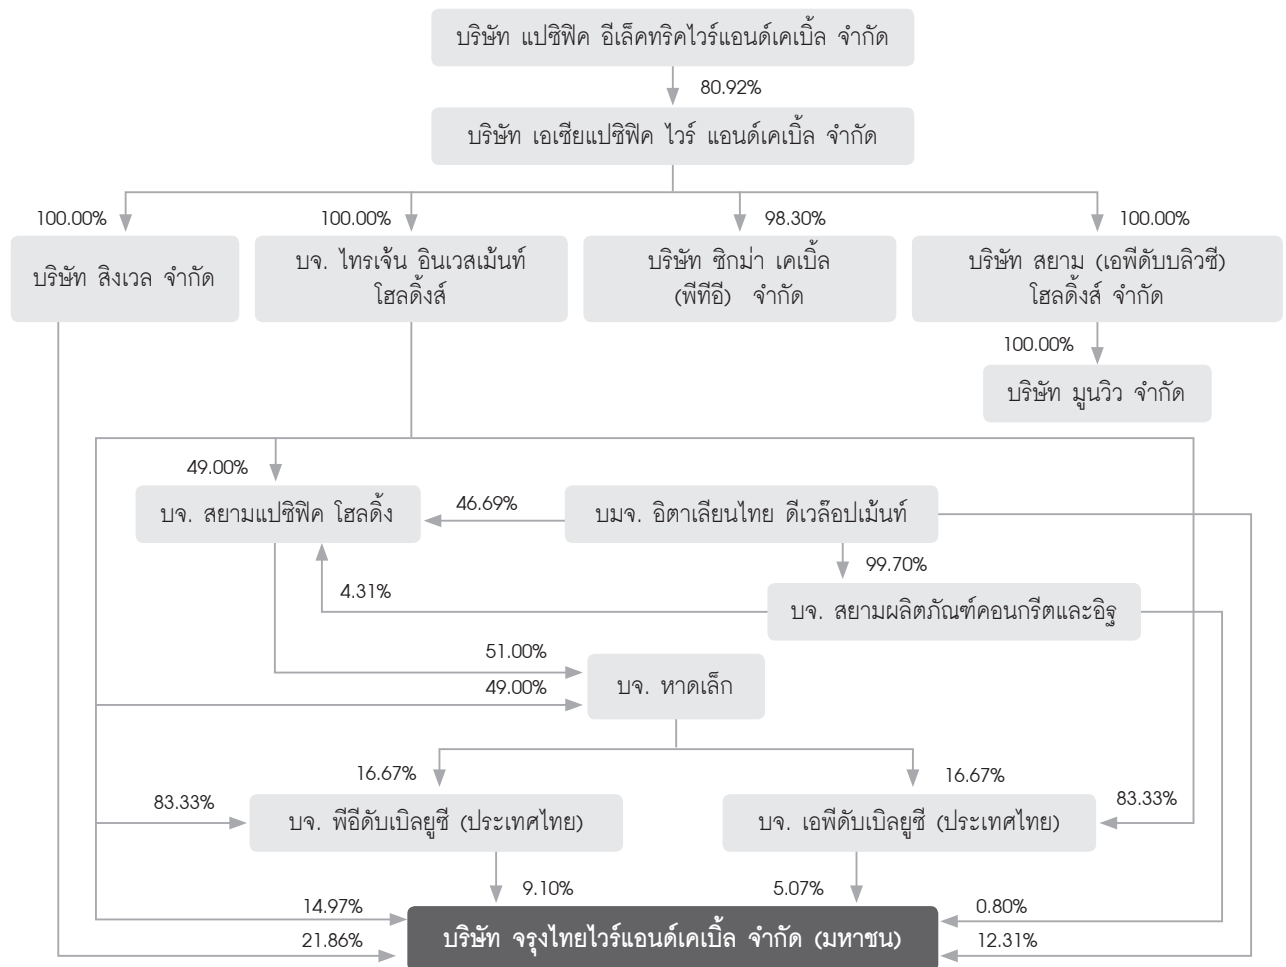 บริษัท แปซิฟิค อีเล็คทริคไวร์แอนด์เคเบิ้ล จำกัด
80.92%
บริษัท เอเซียแปซิฟิค ไวร์ แอนด์เคเบิ้ล จำกัด
100.00%
100.00%
98.30%
100.00%
บริษัท สิงเวล จำกัด
บจ. ไทรเจ้น อินเวสเม้นท์
โฮลดิ้งส์
บริษัท ซิกม่า เคเบิ้ล
(พีทีอี) จำกัด
บริษัท สยาม (เอพีดับบลิวซี)
โฮลดิ้งส์ จำกัด
100.00%
บริษัท มูนวิว จำกัด
49.00%
บจ. สยามแปซิฟิค โฮลดิ้ง
46.69%
บมจ. อิตาเลียนไทย ดีเวล๊อปเม้นท์
99.70%
4.31%
บจ. สยามผลิตภัณฑ์คอนกรีตและอิฐ
51.00%
49.00%
บจ. หาดเล็ก
16.67%
16.67%
83.33%
บจ. พีอีดับเบิลยูซี (ประเทศไทย)
บจ. เอพีดับเบิลยูซี (ประเทศไทย)
83.33%
9.10%
5.07%
14.97%
0.80%
21.86%
บริษัท จรุงไทยไวร์แอนด์เคเบิ้ล จำกัด (มหาชน)
12.31%